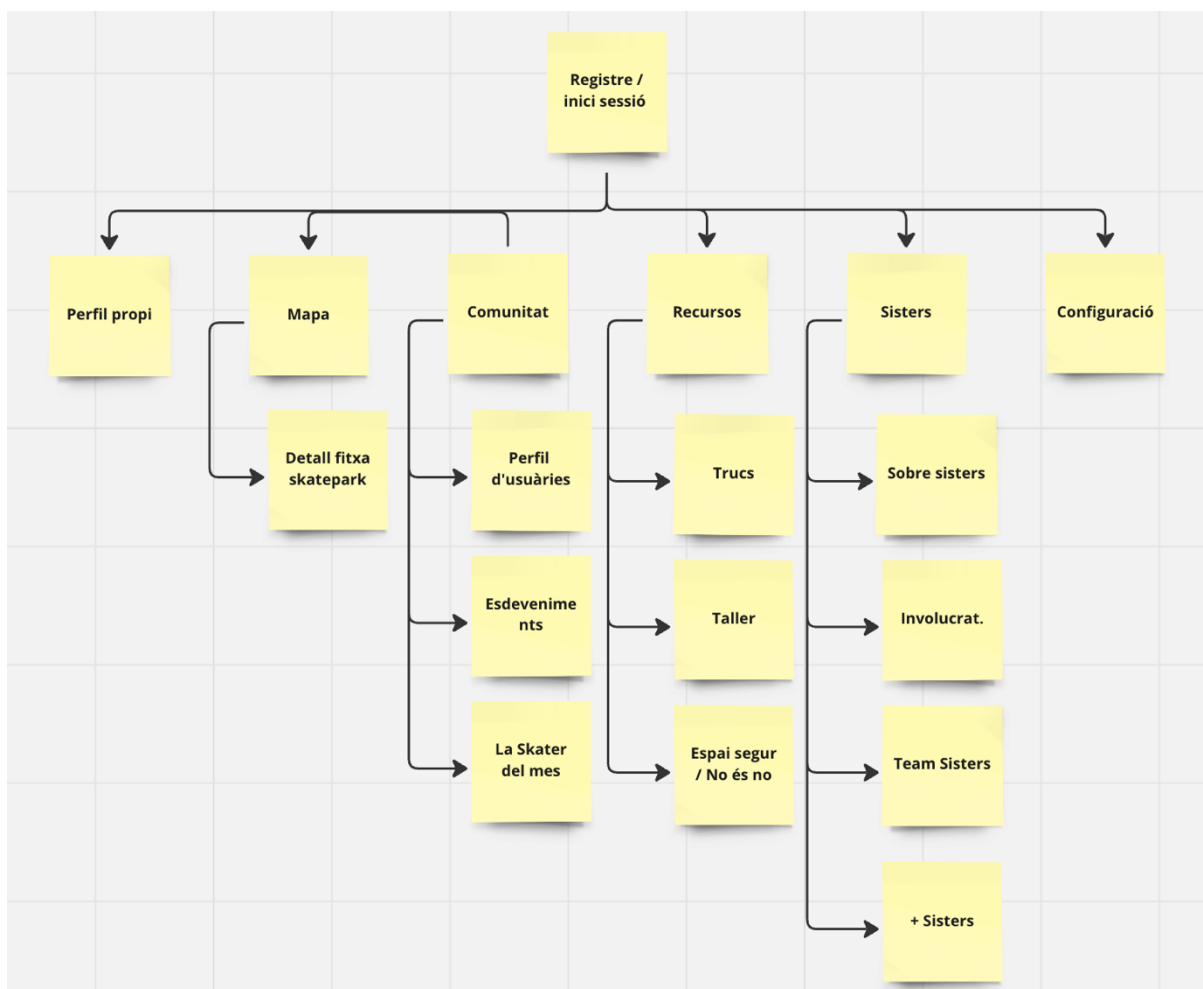 Registre /
inici sessió
Perfil propi
Mapa
Comunitat
Recursos
Sisters
Configuració
Detall fitxa
skatepark
Perfil
d'usuàries
Trucs
Sobre sisters
Esdevenime
nts
Taller
Involucrat.
La Skater
del mes
Espai segur
/ No és no
Team Sisters
+ Sisters